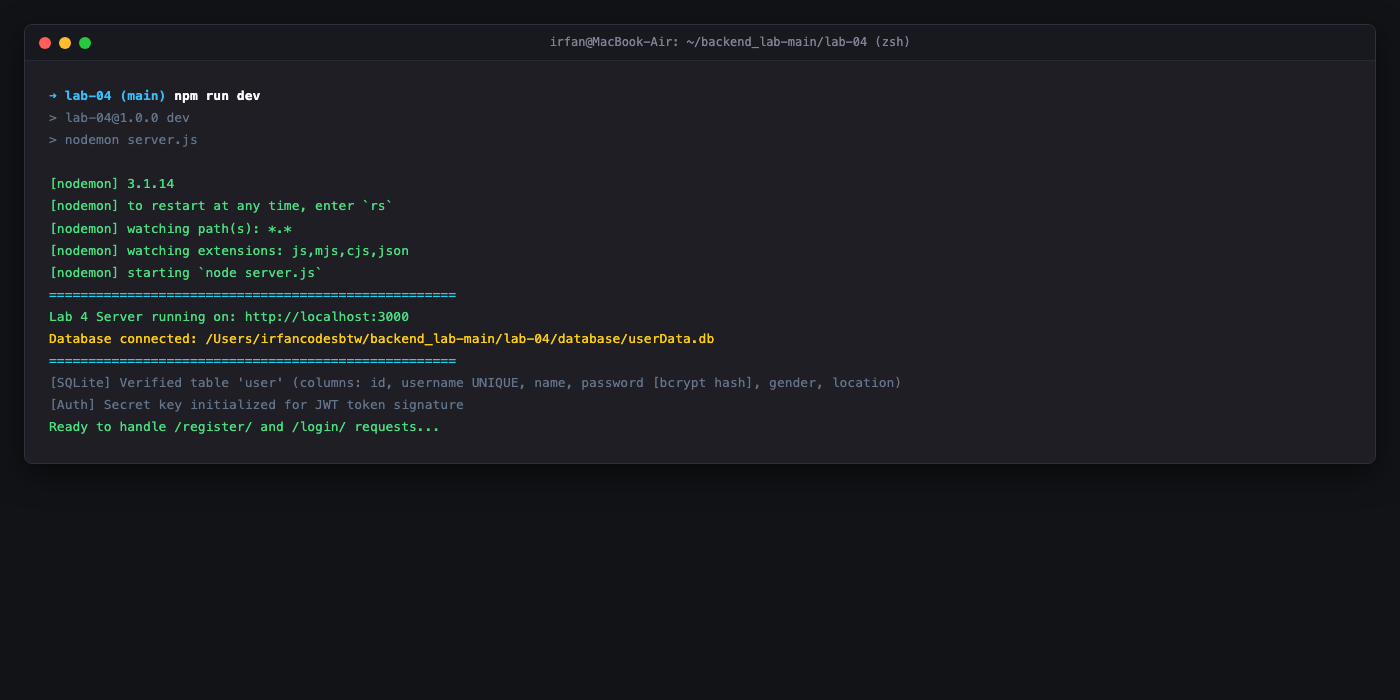 irfan@MacBook-Air: ~/backend_lab-main/lab-04 (zsh)
➜ lab-04 (main) npm run dev
> lab-04@1.0.0 dev
> nodemon server.js
[nodemon] 3.1.14
[nodemon] to restart at any time, enter `rs`
[nodemon] watching path(s): *.*
[nodemon] watching extensions: js,mjs,cjs,json
[nodemon] starting `node server.js`
====================================================
Lab 4 Server running on: http://localhost:3000
Database connected: /Users/irfancodesbtw/backend_lab-main/lab-04/database/userData.db
====================================================
[SQLite] Verified table 'user' (columns: id, username UNIQUE, name, password [bcrypt hash], gender, location)
[Auth] Secret key initialized for JWT token signature
Ready to handle /register/ and /login/ requests...